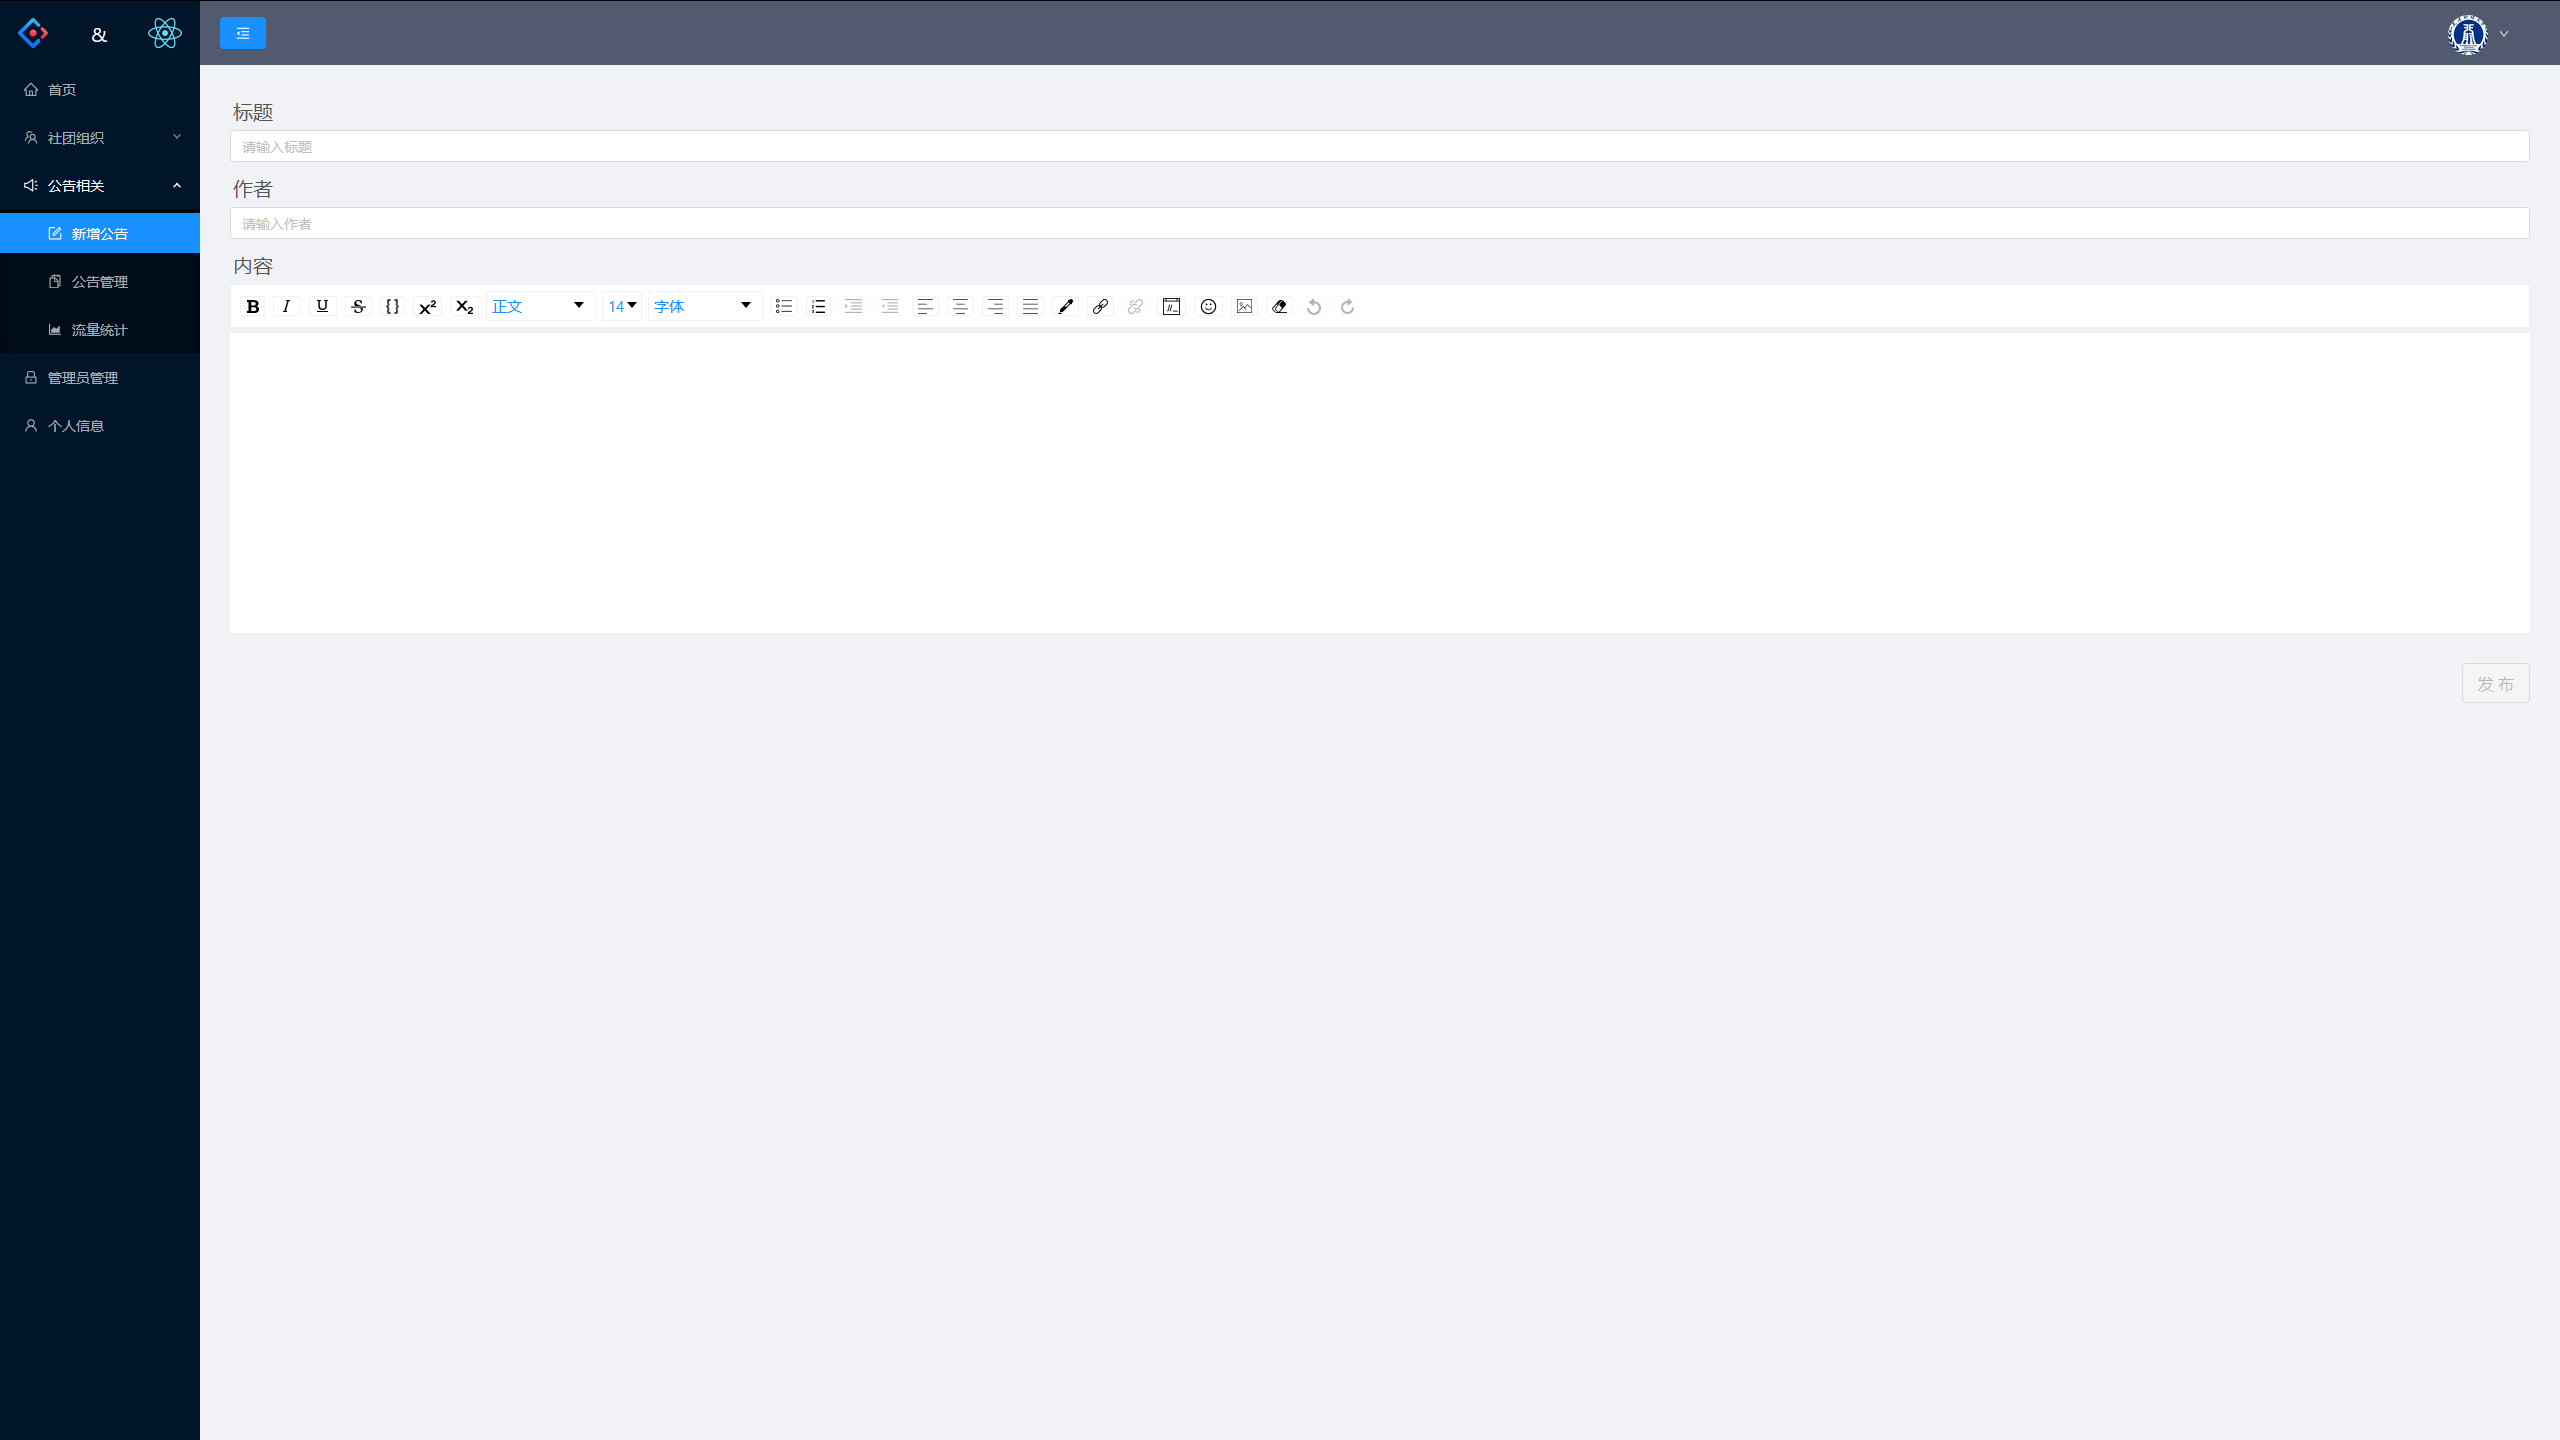 &
首页
社团组织
公告相关
新增公告
公告管理
流量统计
管理员管理
个人信息
标题
请输入标题
作者
请输入作者
内容
B I U S {} x² x₂ 正文 14 字体
发 布